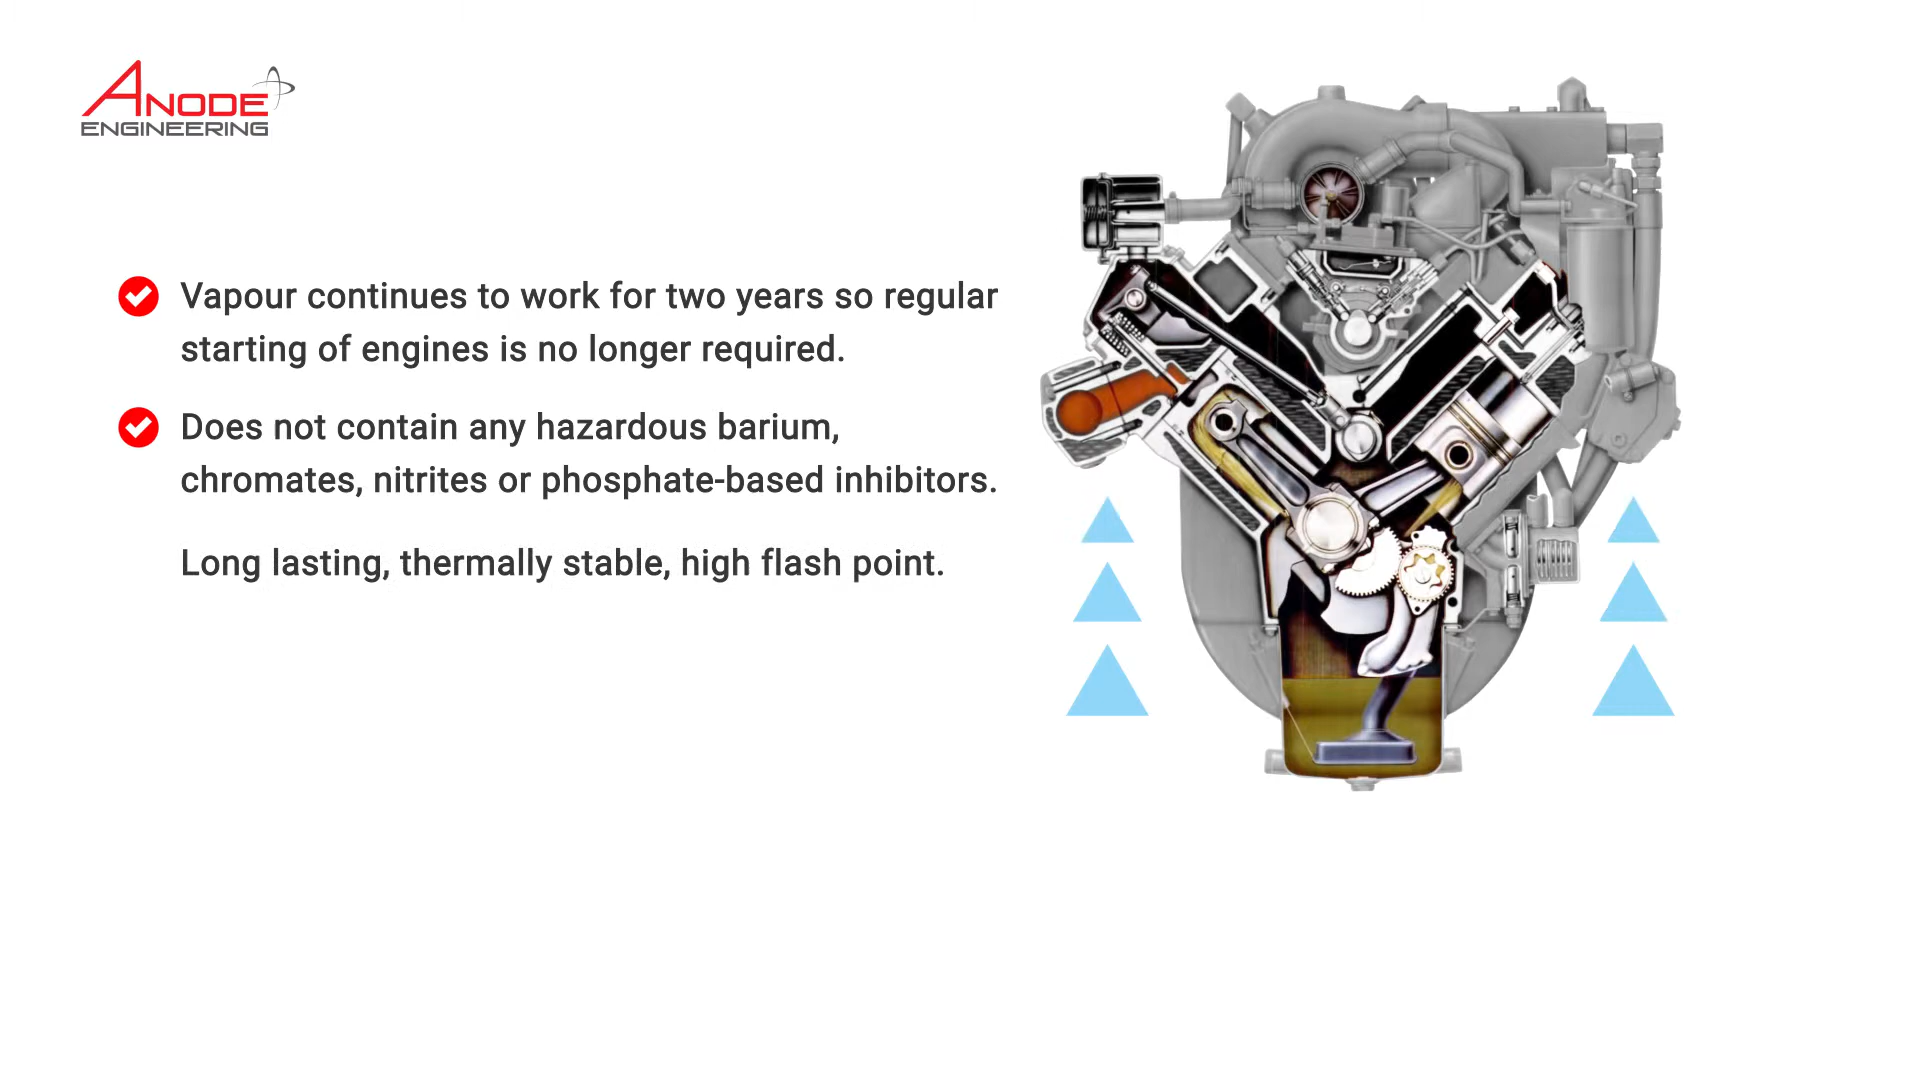 ANODE
ENGINEERING
Vapour continues to work for two years so regular
starting of engines is no longer required.
Does not contain any hazardous barium,
chromates, nitrites or phosphate-based inhibitors.
Long lasting, thermally stable, high flash point.